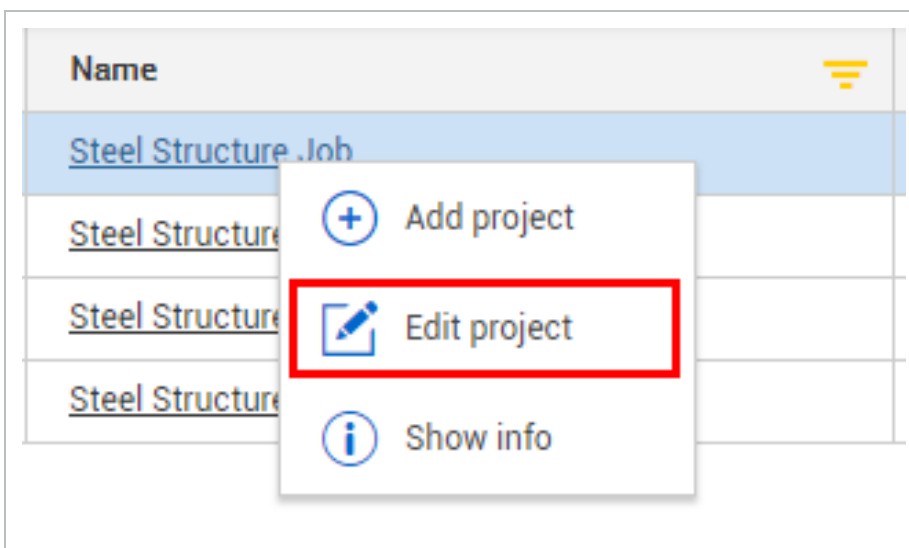 Name
Steel Structure Job
Add project
Steel Structure
Edit project
Steel Structure
Steel Structure
Show info